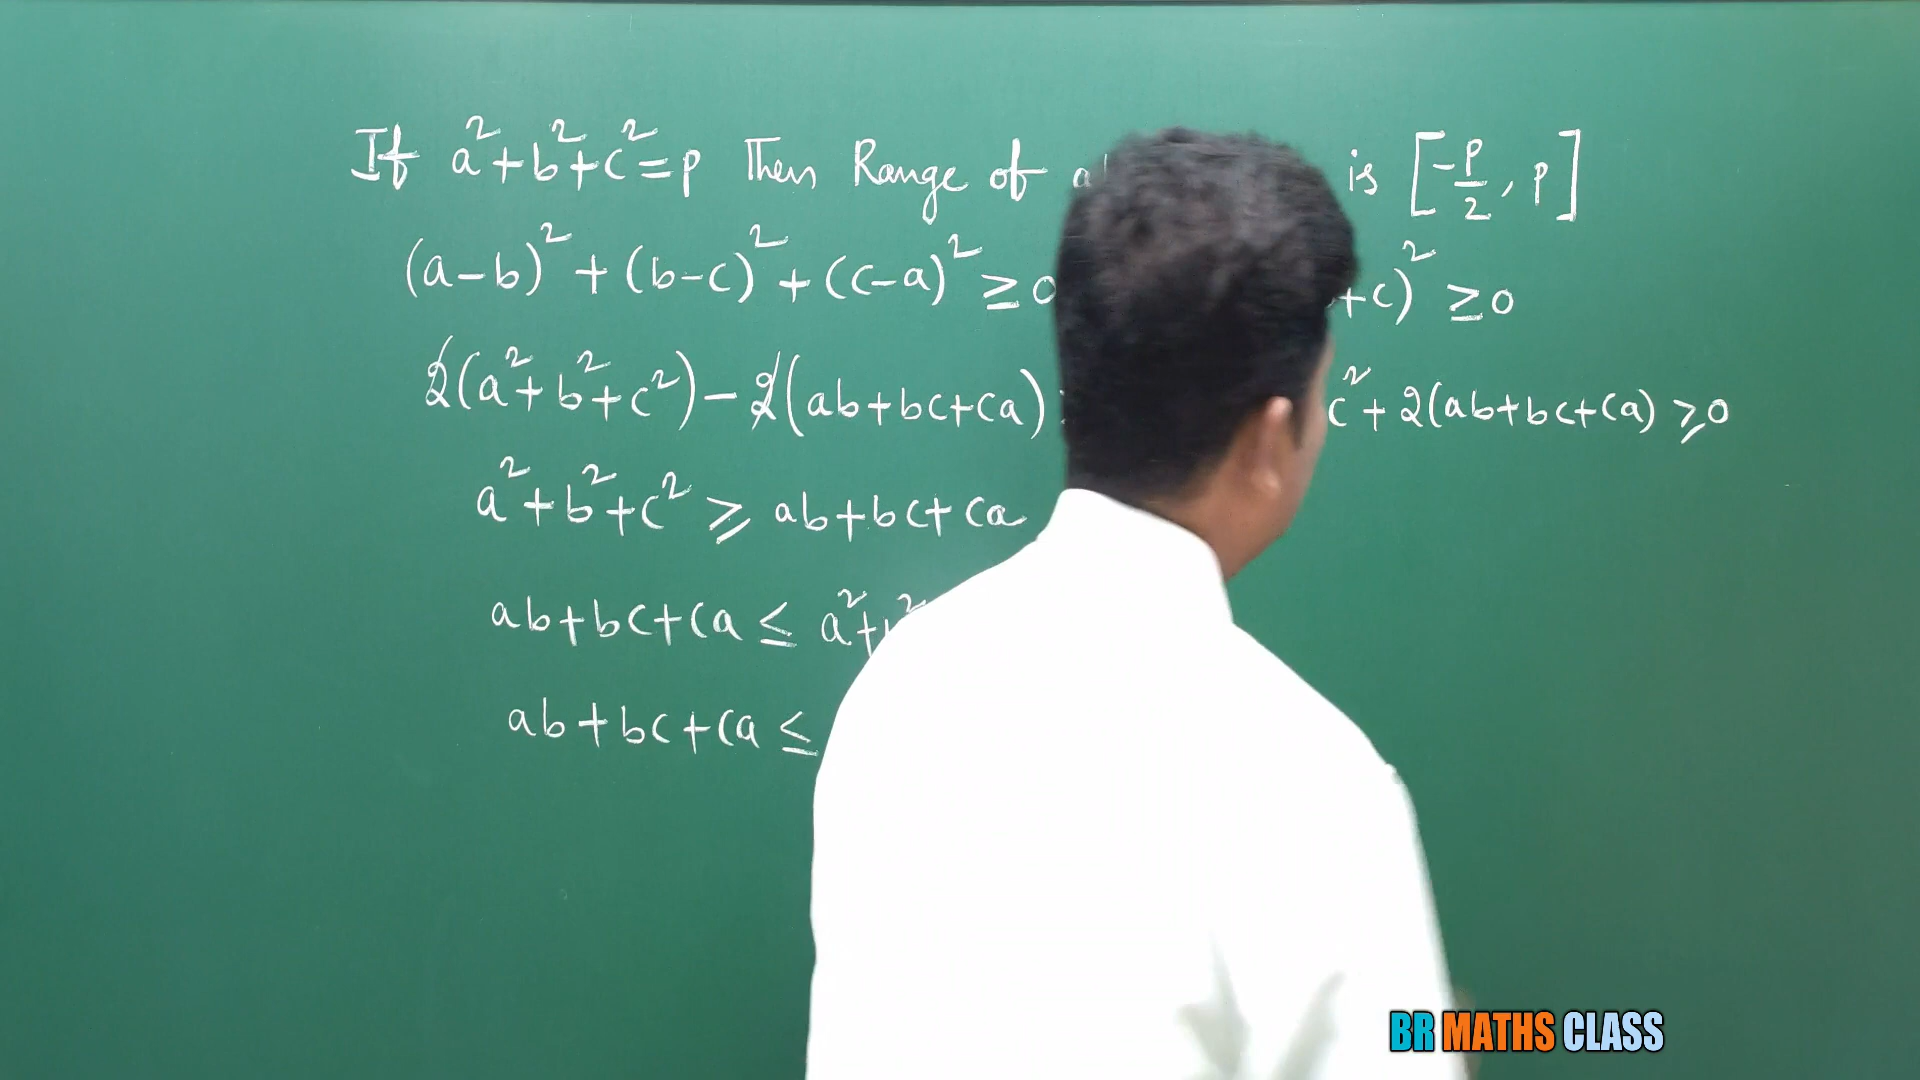 If a²+b²+c²=p Then Range of a is [-p/2, p]
(a-b)²+(b-c)²+(c-a)² ≥0 +c)² ≥0
2(a²+b²+c²)-2(ab+bc+ca) c²+2(ab+bc+ca) ≥0
a²+b²+c² ≥ ab+bc+ca
ab+bc+ca ≤ a²+
ab+bc+ca ≤
BR MATHS CLASS